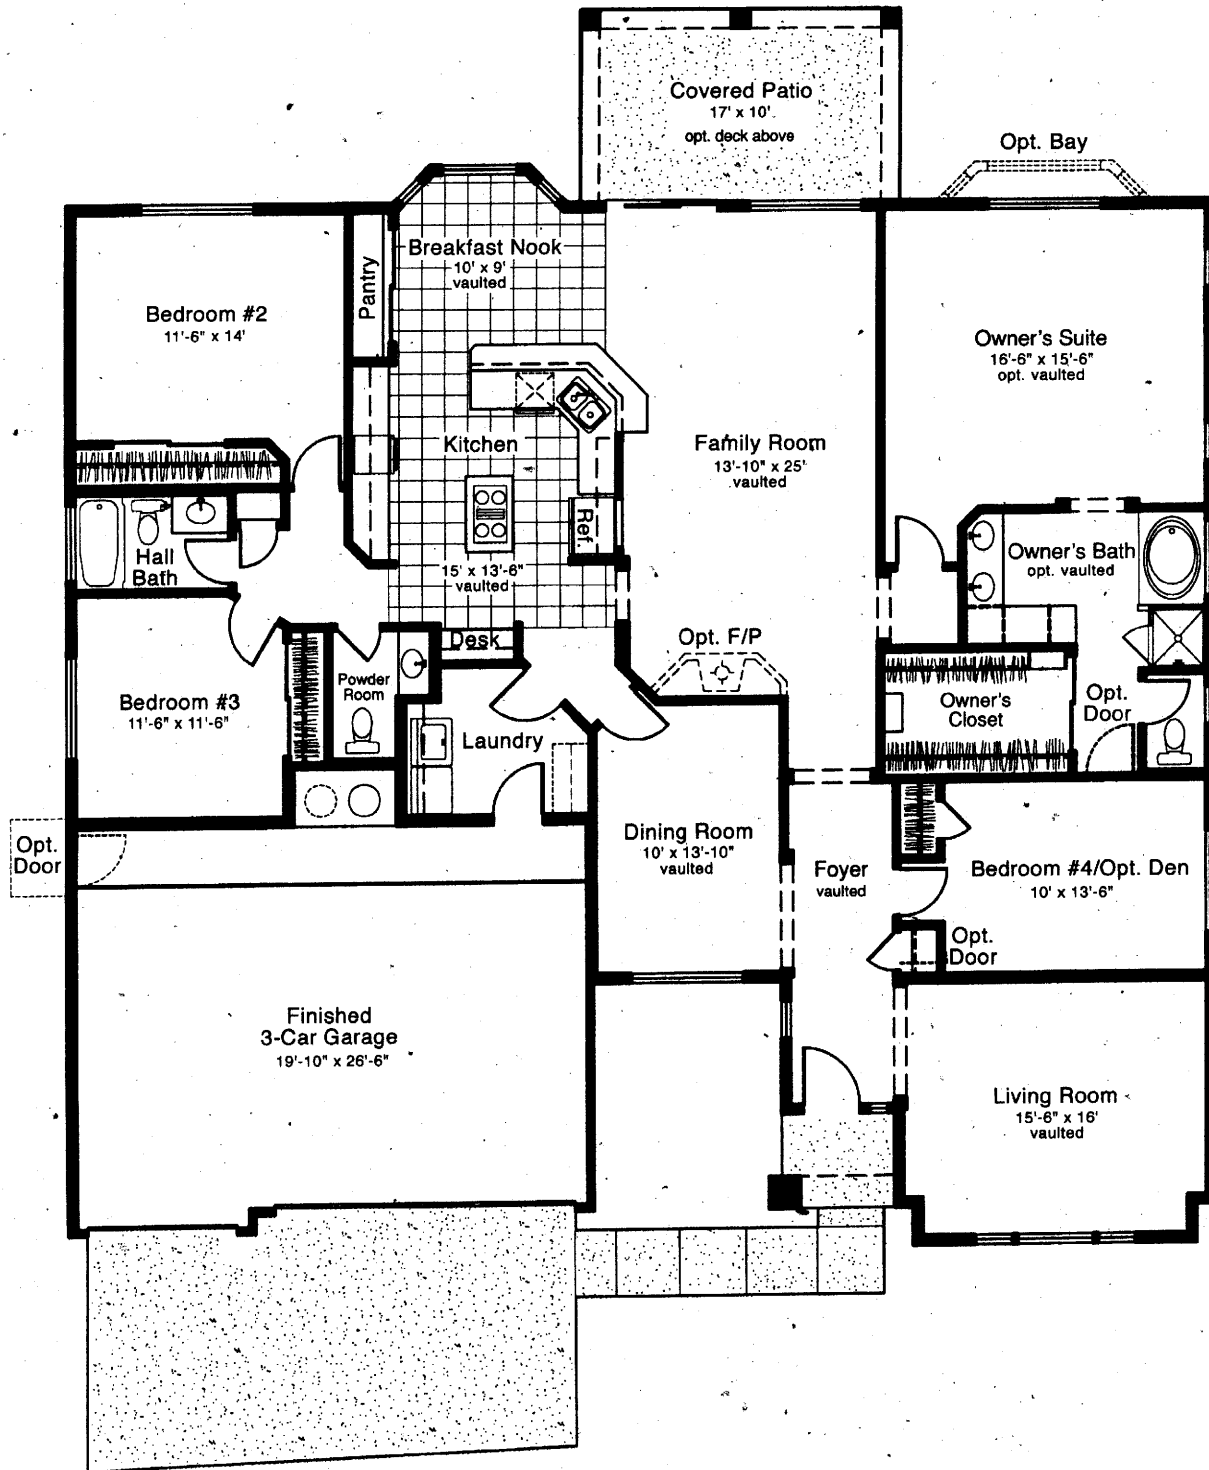 Covered Patio
17' x 10'
opt. deck above
Opt. Bay
Breakfast Nook
10' x 9'
vaulted
Pantry
Bedroom #2
11'-6" x 14'
Owner's Suite
16'-6" x 15'-6"
opt. vaulted
Kitchen
15' x 13'-6"
vaulted
Family Room
13'-10" x 25'
vaulted
Ref.
Hall
Bath
Owner's Bath
opt. vaulted
Desk
Opt. F/P
Powder
Room
Bedroom #3
11'-6" x 11'-6"
Owner's
Closet
Opt.
Door
Laundry
Opt.
Door
Dining Room
10' x 13'-10"
vaulted
Foyer
vaulted
Bedroom #4/Opt. Den
10' x 13'-6"
Opt.
Door
Finished
3-Car Garage
19'-10" x 26'-6"
Living Room
15'-6" x 16'
vaulted